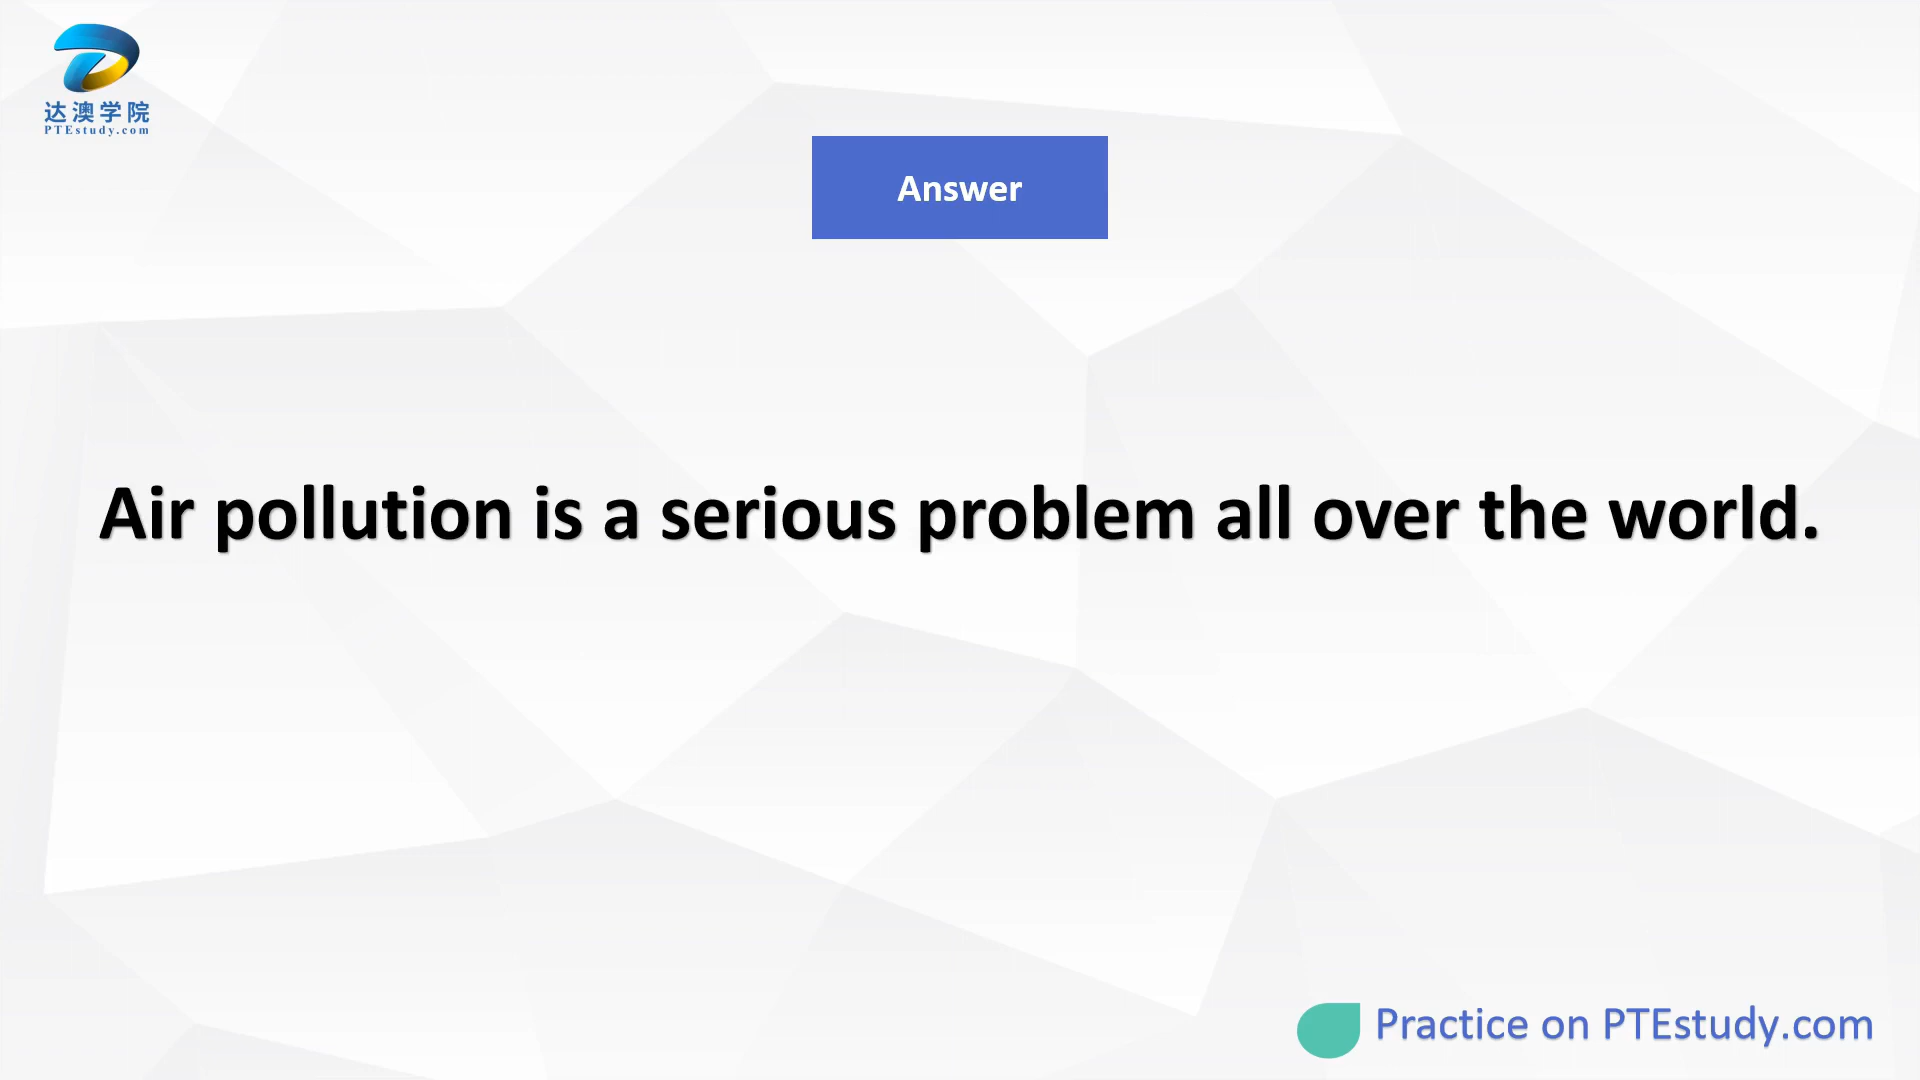 达澳学院
PTEstudy.com
Answer
Air pollution is a serious problem all over the world.
Practice on PTEstudy.com